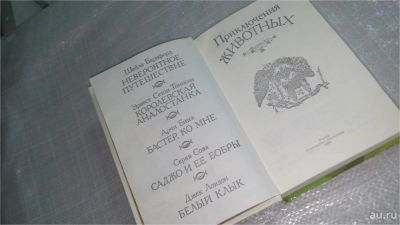 Шейла Барнфорд
НЕВЕРОЯТНОЕ
ПУТЕШЕСТВИЕ
Эрнест Сетон-Томпсон
КОРОЛЕВСКАЯ
АНАЛОСТАНКА
Арчи Бинз
БАСТЕР, КО МНЕ
Серая Сова
САДЖО И ЕЕ БОБРЫ
Джек Лондон
БЕЛЫЙ КЛЫК
Приключения
ЖИВОТНЫХ
au.ru